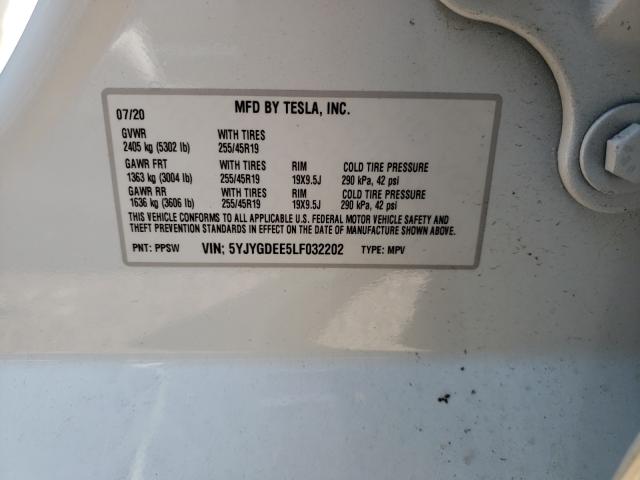 07/20 MFD BY TESLA, INC.
GVWR WITH TIRES
2405 kg (5302 lb) 255/45R19
GAWR FRT WITH TIRES RIM COLD TIRE PRESSURE
1363 kg (3004 lb) 255/45R19 19X9.5J 290 kPa, 42 psi
GAWR RR WITH TIRES RIM COLD TIRE PRESSURE
1636 kg (3606 lb) 255/45R19 19X9.5J 290 kPa, 42 psi
THIS VEHICLE CONFORMS TO ALL APPLICABLE U.S. FEDERAL MOTOR VEHICLE SAFETY AND
THEFT PREVENTION STANDARDS IN EFFECT ON THE DATE OF MANUFACTURE SHOWN ABOVE.
PNT: PPSW VIN; 5YJYGDEE5LF032202 TYPE: MPV